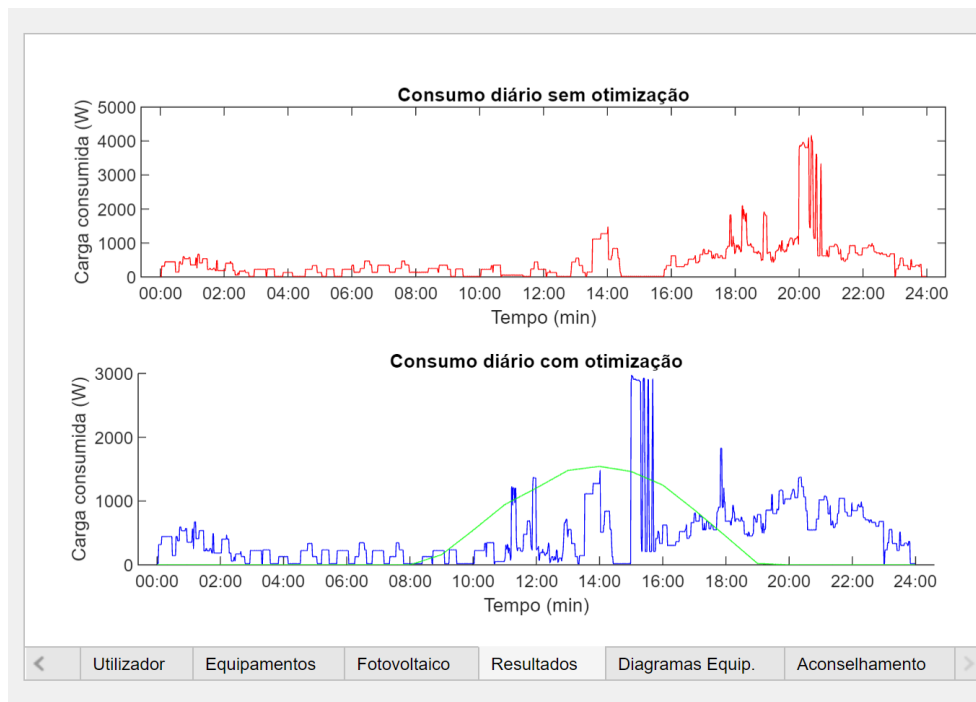 Consumo diário sem otimização
Carga consumida (W)
5000
4000
3000
2000
1000
0
00:00 02:00 04:00 06:00 08:00 10:00 12:00 14:00 16:00 18:00 20:00 22:00 24:00
Tempo (min)
Consumo diário com otimização
Carga consumida (W)
3000
2000
1000
0
00:00 02:00 04:00 06:00 08:00 10:00 12:00 14:00 16:00 18:00 20:00 22:00 24:00
Tempo (min)
Utilizador Equipamentos Fotovoltaico Resultados Diagramas Equip. Aconselhamento